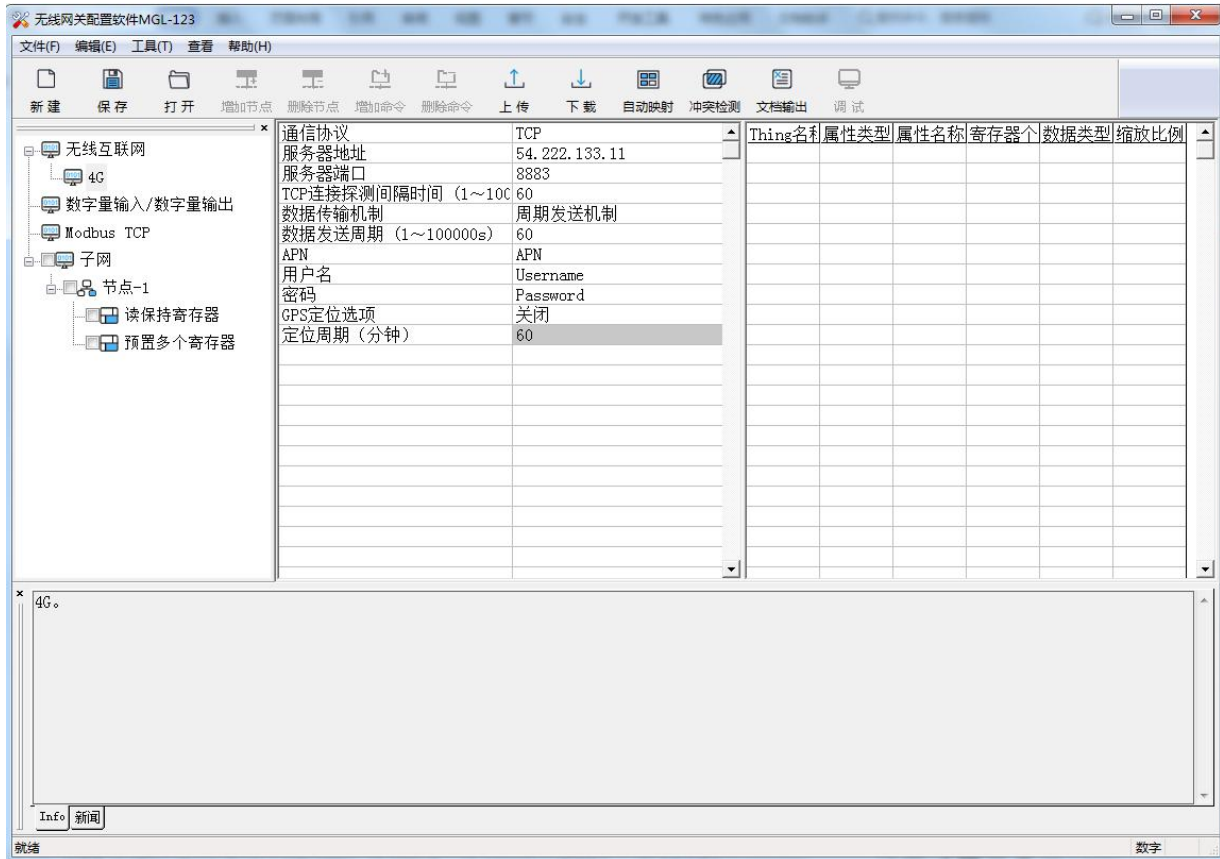 无线网关配置软件MGL-123
文件(F) 编辑(E) 工具(T) 查看 帮助(H)
新建 保存 打开 增加节点 删除节点 增加命令 删除命令 上传 下载 自动映射 冲突检测 文档输出 调试
无线互联网
4G
数字量输入/数字量输出
Modbus TCP
子网
节点-1
读保持寄存器
预置多个寄存器
通信协议 TCP
服务器地址 54.222.133.11
服务器端口 8883
TCP连接探测间隔时间 (1~100 60
数据传输机制 周期发送机制
数据发送周期 (1~100000s) 60
APN APN
用户名 Username
密码 Password
GPS定位选项 关闭
定位周期（分钟） 60
Thing名称 属性类型 属性名称 寄存器个 数据类型 缩放比例
4G。
Info 新闻
就绪 数字